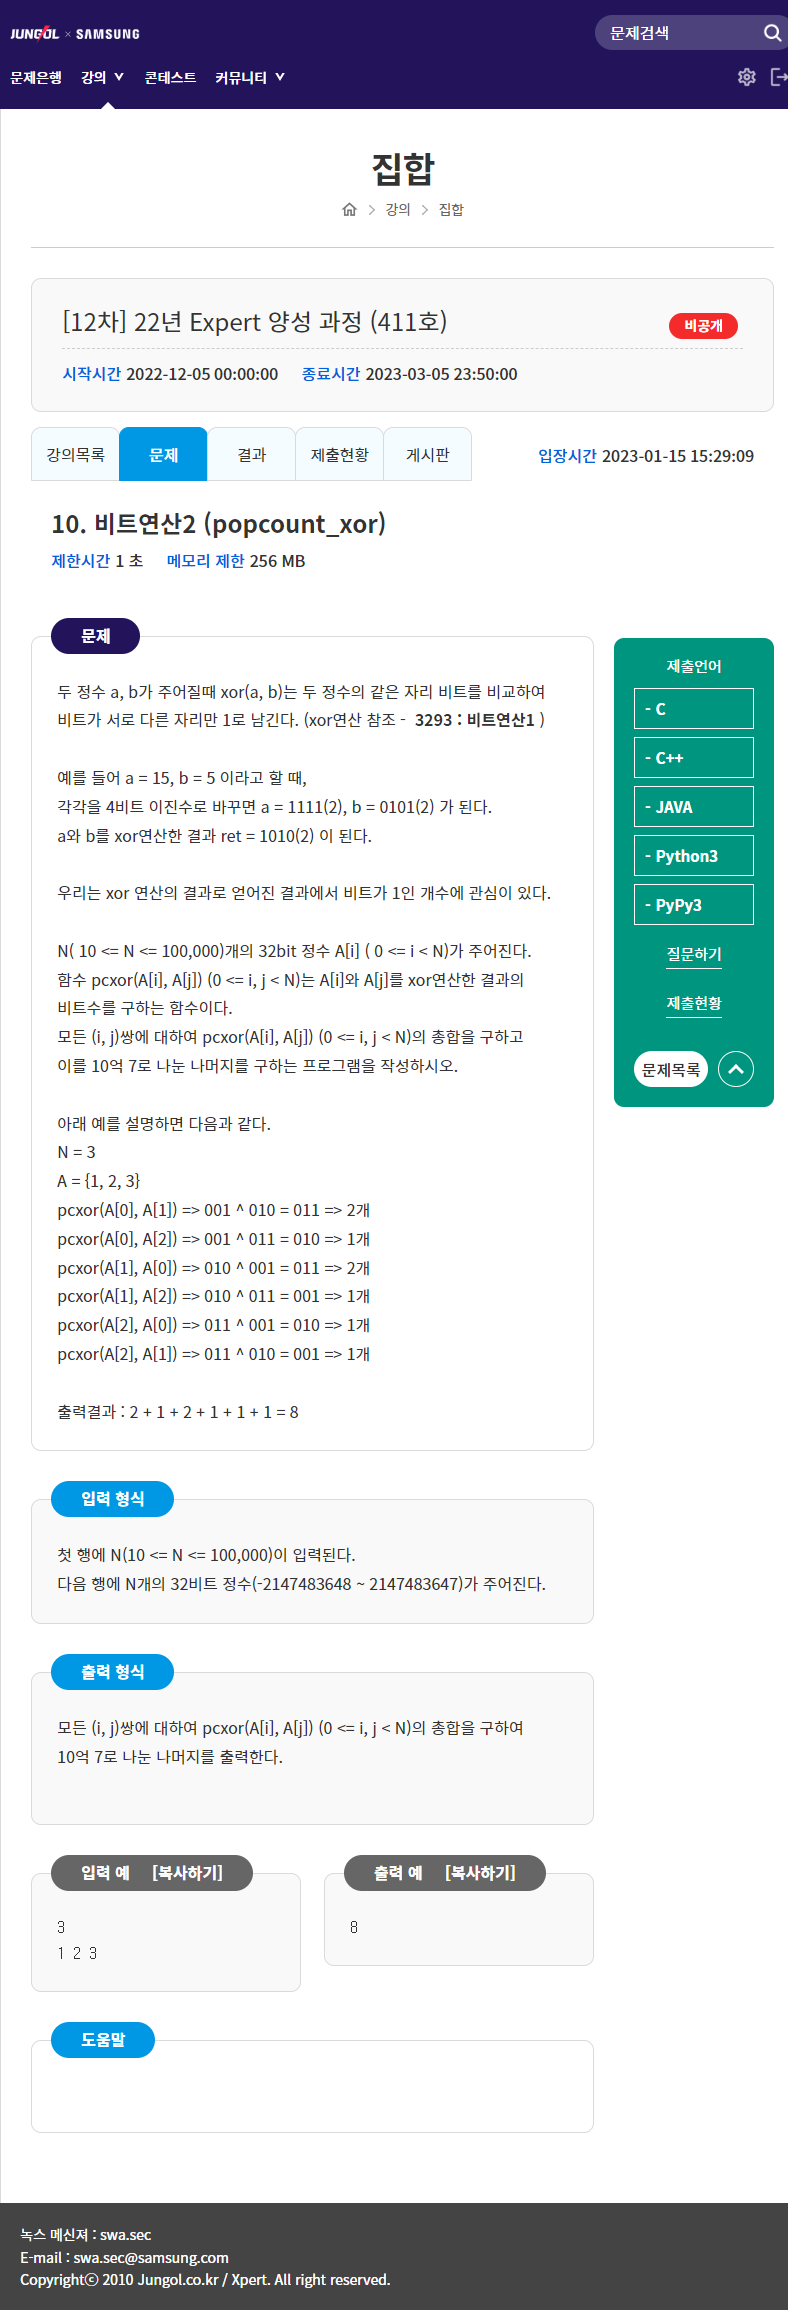 JUNGOL × SAMSUNG
문제검색
문제은행 강의 콘테스트 커뮤니티
집합
강의 집합
[12차] 22년 Expert 양성 과정 (411호)
비공개
시작시간 2022-12-05 00:00:00 종료시간 2023-03-05 23:50:00
강의목록 문제 결과 제출현황 게시판
입장시간 2023-01-15 15:29:09
10. 비트연산2 (popcount_xor)
제한시간 1 초 메모리 제한 256 MB
문제
두 정수 a, b가 주어질때 xor(a, b)는 두 정수의 같은 자리 비트를 비교하여
비트가 서로 다른 자리만 1로 남긴다. (xor연산 참조 - 3293 : 비트연산1 )
예를 들어 a = 15, b = 5 이라고 할 때,
각각을 4비트 이진수로 바꾸면 a = 1111(2), b = 0101(2) 가 된다.
a와 b를 xor연산한 결과 ret = 1010(2) 이 된다.
우리는 xor 연산의 결과로 얻어진 결과에서 비트가 1인 개수에 관심이 있다.
N( 10 <= N <= 100,000)개의 32bit 정수 A[i] ( 0 <= i < N)가 주어진다.
함수 pcxor(A[i], A[j]) (0 <= i, j < N)는 A[i]와 A[j]를 xor연산한 결과의
비트수를 구하는 함수이다.
모든 (i, j)쌍에 대하여 pcxor(A[i], A[j]) (0 <= i, j < N)의 총합을 구하고
이를 10억 7로 나눈 나머지를 구하는 프로그램을 작성하시오.
아래 예를 설명하면 다음과 같다.
N = 3
A = {1, 2, 3}
pcxor(A[0], A[1]) => 001 ^ 010 = 011 => 2개
pcxor(A[0], A[2]) => 001 ^ 011 = 010 => 1개
pcxor(A[1], A[0]) => 010 ^ 001 = 011 => 2개
pcxor(A[1], A[2]) => 010 ^ 011 = 001 => 1개
pcxor(A[2], A[0]) => 011 ^ 001 = 010 => 1개
pcxor(A[2], A[1]) => 011 ^ 010 = 001 => 1개
출력결과 : 2 + 1 + 2 + 1 + 1 + 1 = 8
제출언어
- C
- C++
- JAVA
- Python3
- PyPy3
질문하기
제출현황
문제목록
입력 형식
첫 행에 N(10 <= N <= 100,000)이 입력된다.
다음 행에 N개의 32비트 정수(-2147483648 ~ 2147483647)가 주어진다.
출력 형식
모든 (i, j)쌍에 대하여 pcxor(A[i], A[j]) (0 <= i, j < N)의 총합을 구하여
10억 7로 나눈 나머지를 출력한다.
입력 예 [복사하기]
3
1 2 3
출력 예 [복사하기]
8
도움말
녹스 메신져 : swa.sec
E-mail : swa.sec@samsung.com
Copyrightⓒ 2010 Jungol.co.kr / Xpert. All right reserved.